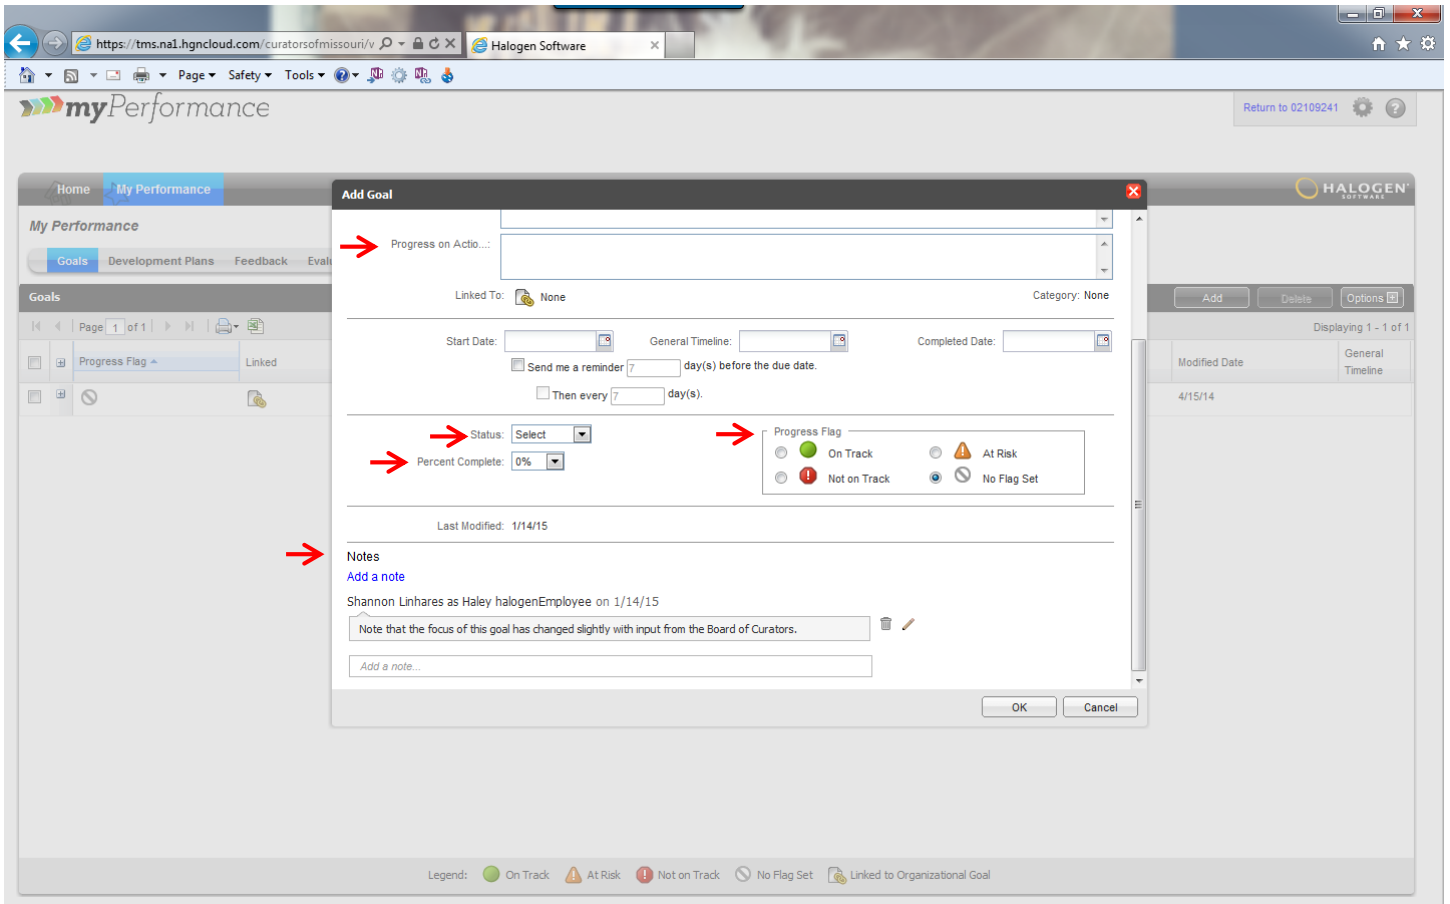 https://tms.na1.hgncloud.com/curatorsofmissouri/v
Halogen Software
Page Safety Tools
myPerformance
Return to 02109241
Home My Performance
HALOGEN
SOFTWARE
Add Goal
My Performance
Goals Development Plans Feedback Evalu
Progress on Actio...:
Linked To: None Category: None
Goals Add Delete Options
Page 1 of 1
Displaying 1 - 1 of 1
Start Date: General Timeline: Completed Date:
Progress Flag Linked
Modified Date General Timeline
Send me a reminder 7 day(s) before the due date.
Then every 7 day(s).
4/15/14
Status: Select
Percent Complete: 0%
Progress Flag
On Track At Risk
Not on Track No Flag Set
Last Modified: 1/14/15
Notes
Add a note
Shannon Linhares as Haley halogenEmployee on 1/14/15
Note that the focus of this goal has changed slightly with input from the Board of Curators.
Add a note...
OK Cancel
Legend: On Track At Risk Not on Track No Flag Set Linked to Organizational Goal